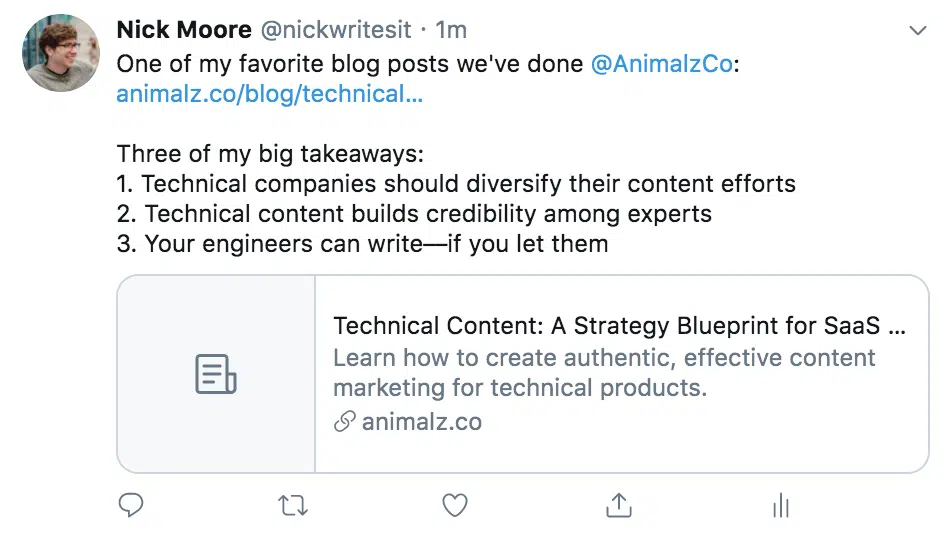 Nick Moore @nickwritesit · 1m
One of my favorite blog posts we've done @AnimalzCo:
animalz.co/blog/technical…
Three of my big takeaways:
1. Technical companies should diversify their content efforts
2. Technical content builds credibility among experts
3. Your engineers can write—if you let them
Technical Content: A Strategy Blueprint for SaaS ...
Learn how to create authentic, effective content
marketing for technical products.
animalz.co